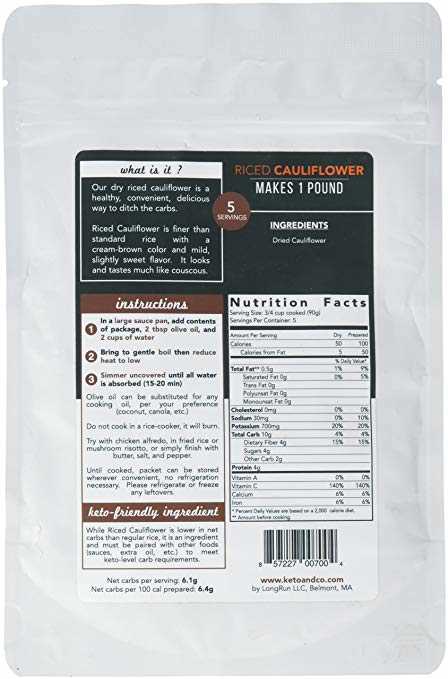 what is it ?
Our dry riced cauliflower is a
healthy, convenient, delicious
way to ditch the carbs.
Riced Cauliflower is finer than
standard rice with a
cream-brown color and mild,
slightly sweet flavor. It looks
and tastes much like couscous.
RICED CAULIFLOWER
MAKES 1 POUND
5
SERVINGS
INGREDIENTS
Dried Cauliflower
instructions
1 In a large sauce pan, add contents
of package, 2 tbsp olive oil, and
2 cups of water
2 Bring to gentle boil then reduce
heat to low
3 Simmer uncovered until all water
is absorbed (15-20 min)
Olive oil can be substituted for any
cooking oil, per your preference
(coconut, canola, etc.)
Do not cook in a rice-cooker, it will burn.
Try with chicken alfredo, in fried rice or
mushroom risotto, or simply finish with
butter, salt, and pepper.
Until cooked, packet can be stored
wherever convenient, no refrigeration
necessary. Please refrigerate or freeze
any leftovers.
keto-friendly ingredient
While Riced Cauliflower is lower in net
carbs than regular rice, it is an ingredient
and must be paired with other foods
(sauces, extra oil, etc.) to meet
keto-level carb requirements.
Net carbs per serving: 6.1g
Net carbs per 100 cal prepared: 6.4g
Nutrition Facts
Serving Size: 3/4 cup cooked (90g)
Servings Per Container: 5
Amount Per Serving Dry Prepared
Calories 50 100
Calories from Fat 5 50
% Daily Value*
Total Fat** 0.5g 1% 9%
Saturated Fat 0g 0% 5%
Trans Fat 0g
Polyunsat Fat 0g
Monounsat Fat 0g
Cholesterol 0mg 0% 0%
Sodium 30mg 0% 10%
Potassium 700mg 20% 20%
Total Carb 10g 4% 4%
Dietary Fiber 4g 15% 15%
Sugars 4g
Other Carb 2g
Protein 4g
Vitamin A 0% 0%
Vitamin C 140% 140%
Calcium 6% 6%
Iron 6% 6%
* Percent Daily Values are based on a 2,000 calorie diet.
** Amount before cooking.
8 57227 00700 4
www.ketoandco.com
by LongRun LLC, Belmont, MA